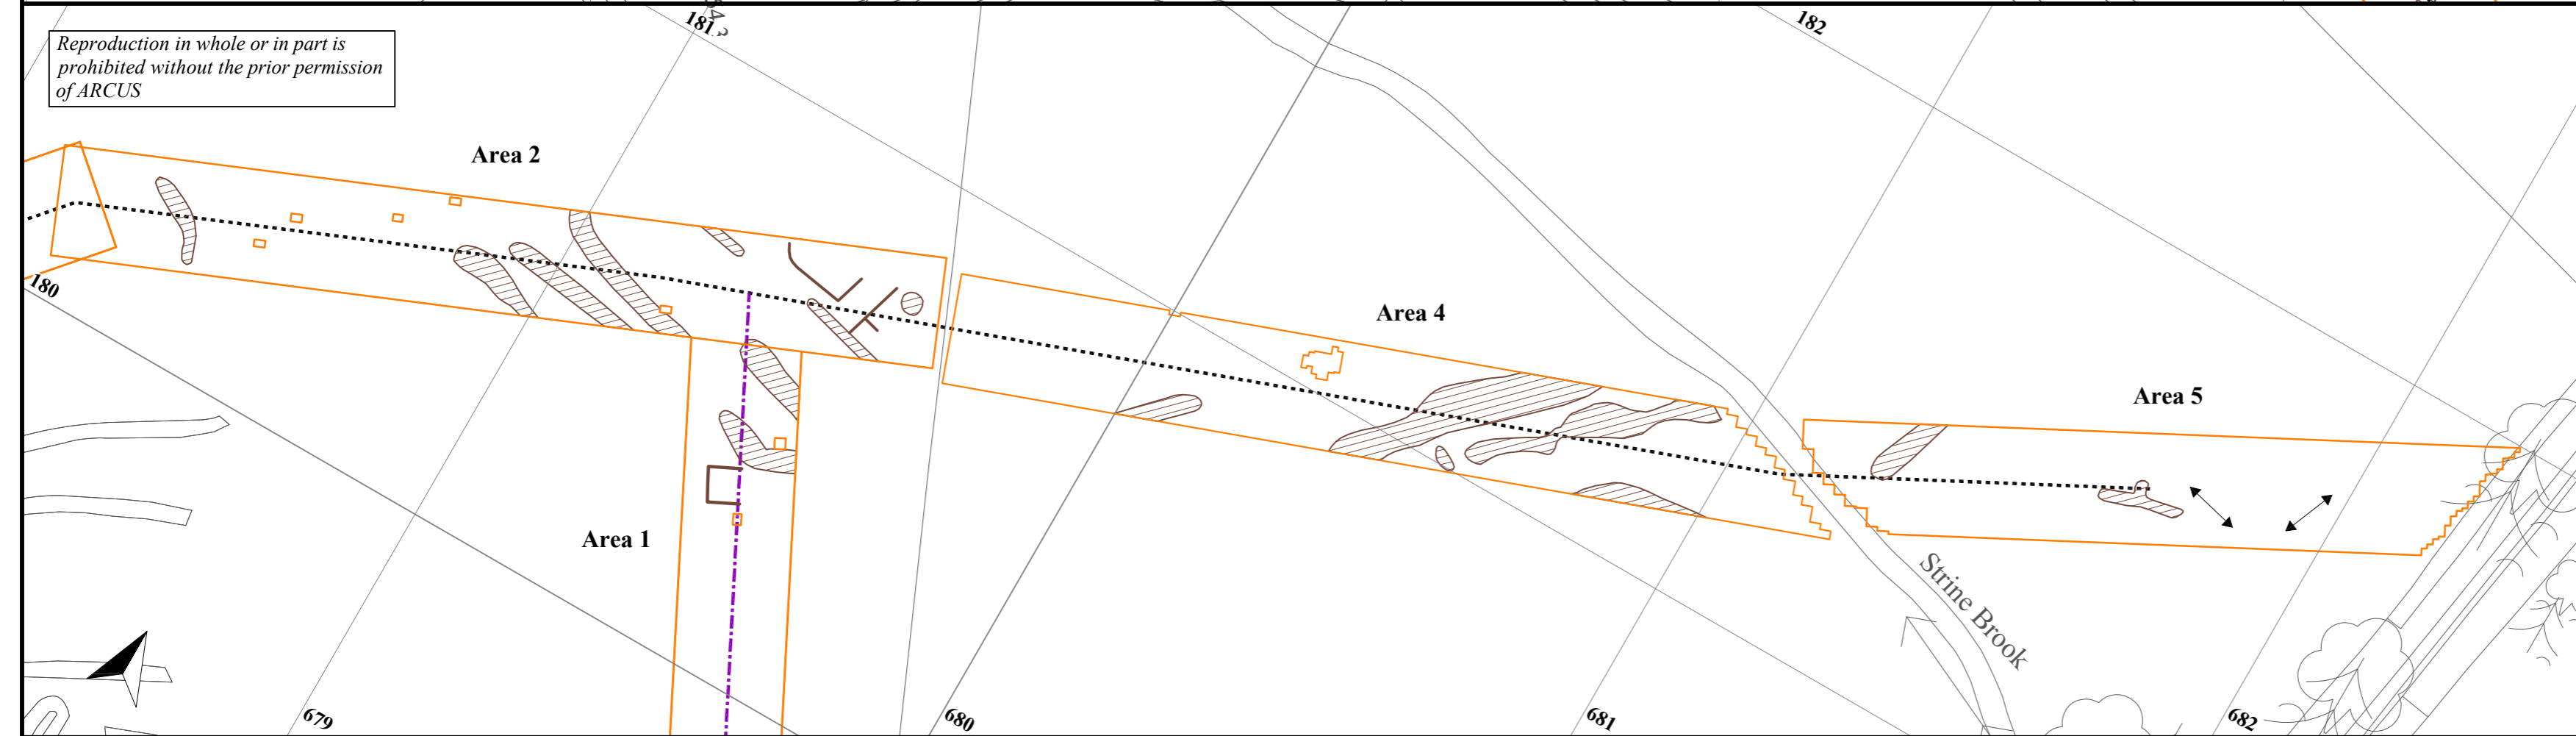 181
182
Reproduction in whole or in part is
prohibited without the prior permission
of ARCUS
Area 2
180
Area 4
Area 5
Area 1
Strine Brook
679
680
681
682